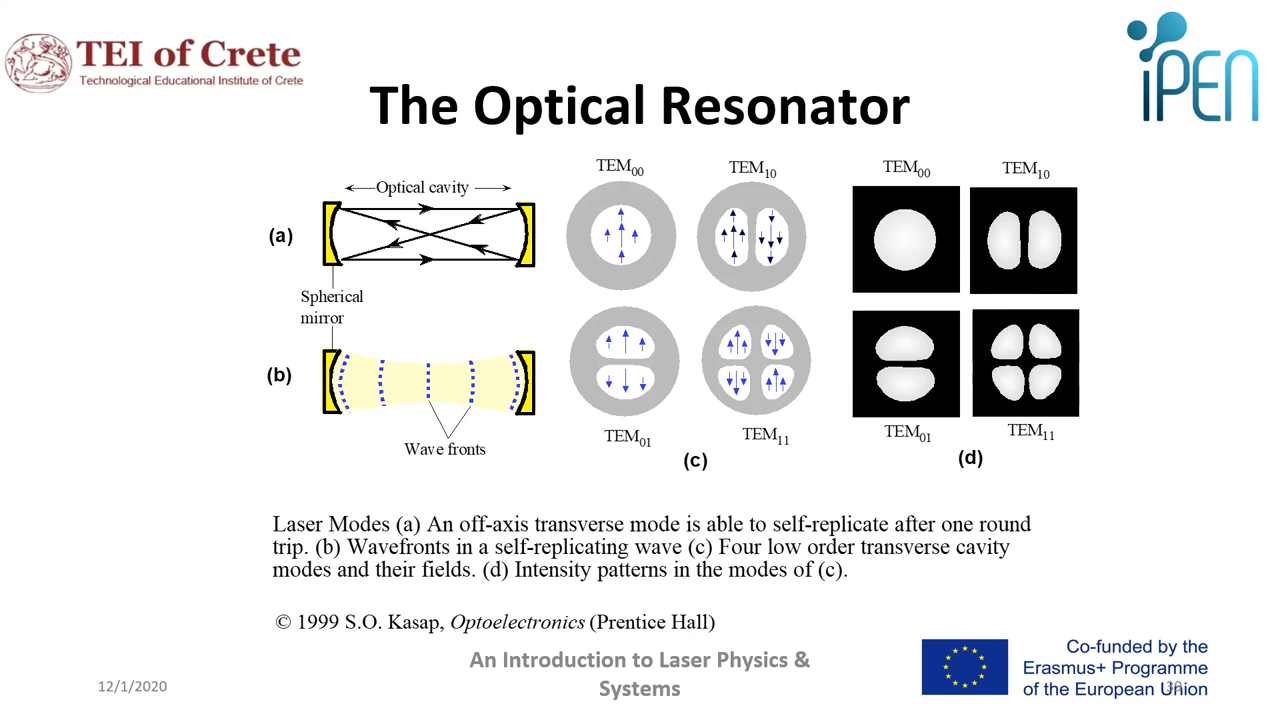 TEI of Crete
Technological Educational Institute of Crete
iPEN
The Optical Resonator
Optical cavity
(a)
Spherical
mirror
(b)
Wave fronts
TEM00
TEM10
TEM01
TEM11
(c)
TEM00
TEM10
TEM01
TEM11
(d)
Laser Modes (a) An off-axis transverse mode is able to self-replicate after one round
trip. (b) Wavefronts in a self-replicating wave (c) Four low order transverse cavity
modes and their fields. (d) Intensity patterns in the modes of (c).
© 1999 S.O. Kasap, Optoelectronics (Prentice Hall)
12/1/2020
An Introduction to Laser Physics &
Systems
Co-funded by the
Erasmus+ Programme
of the European Union